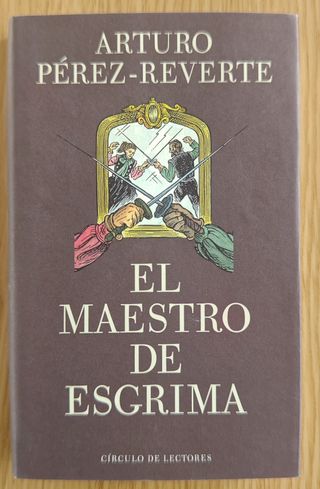 ARTURO
PÉREZ-REVERTE
EL
MAESTRO
DE
ESGRIMA
CÍRCULO DE LECTORES